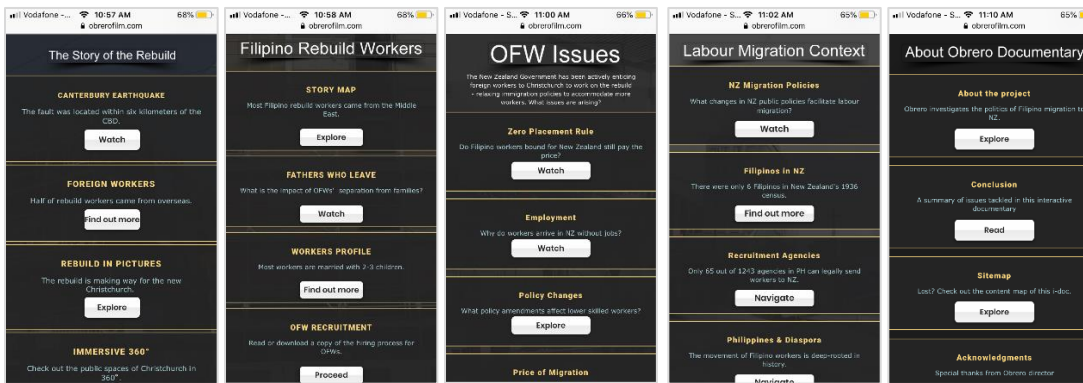 Vodafone -... 10:57 AM 68%
obrerofilm.com
The Story of the Rebuild
CANTERBURY EARTHQUAKE
The fault was located within six kilometers of the
CBD.
Watch
FOREIGN WORKERS
Half of rebuild workers came from overseas.
Find out more
REBUILD IN PICTURES
The rebuild is making way for the new
Christchurch.
Explore
IMMERSIVE 360°
Check out the public spaces of Christchurch in
360°.
Vodafone -... 10:58 AM 68%
obrerofilm.com
Filipino Rebuild Workers
STORY MAP
Most Filipino rebuild workers came from the Middle
East.
Explore
FATHERS WHO LEAVE
What is the impact of OFWs' separation from families?
Watch
WORKERS PROFILE
Most workers are married with 2-3 children.
Find out more
OFW RECRUITMENT
Read or download a copy of the hiring process for
OFWs.
Proceed
Vodafone - S... 11:00 AM 66%
obrerofilm.com
OFW Issues
The New Zealand Government has been actively enticing
foreign workers to Christchurch to work on the rebuild
- relaxing immigration policies to accommodate more
workers. What issues are arising?
Zero Placement Rule
Do Filipino workers bound for New Zealand still pay the
price?
Watch
Employment
Why do workers arrive in NZ without jobs?
Watch
Policy Changes
What policy amendments affect lower skilled workers?
Explore
Price of Migration
Vodafone - S... 11:02 AM 65%
obrerofilm.com
Labour Migration Context
NZ Migration Policies
What changes in NZ public policies facilitate labour
migration?
Watch
Filipinos in NZ
There were only 6 Filipinos in New Zealand's 1936
census.
Find out more
Recruitment Agencies
Only 65 out of 1243 agencies in PH can legally send
workers to NZ.
Navigate
Philippines & Diaspora
The movement of Filipino workers is deep-rooted in
history.
Navigate
Vodafone - S... 11:10 AM 65%
obrerofilm.com
About Obrero Documentary
About the project
Obrero investigates the politics of Filipino migration to
NZ.
Explore
Conclusion
A summary of issues tackled in this interactive
documentary
Read
Sitemap
Lost? Check out the content map of this i-doc.
Explore
Acknowledgments
Special thanks from Obrero director